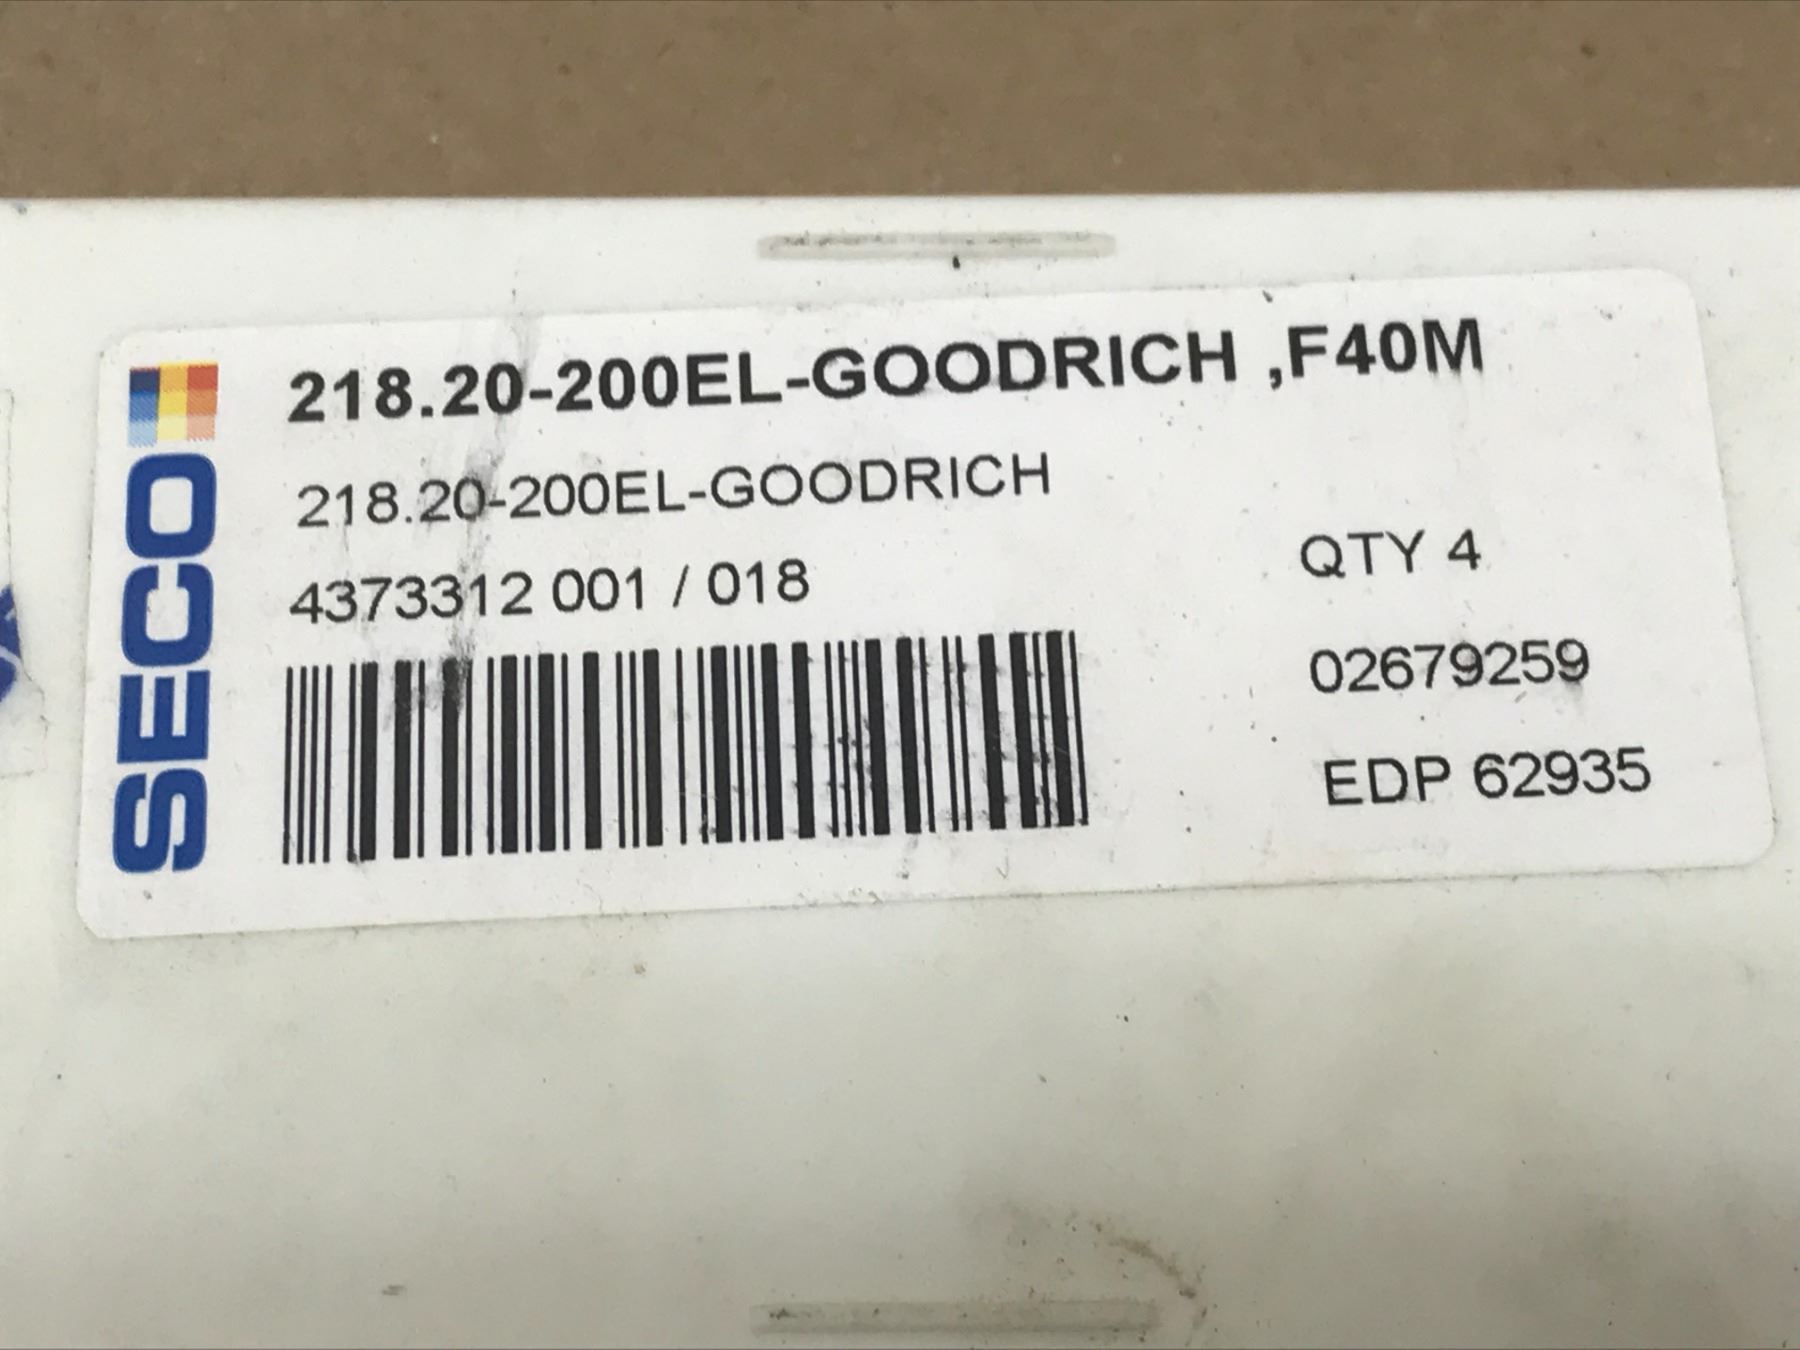 SECO
218.20-200EL-GOODRICH ,F40M
218.20-200EL-GOODRICH
4373312 001 / 018
QTY 4
02679259
EDP 62935